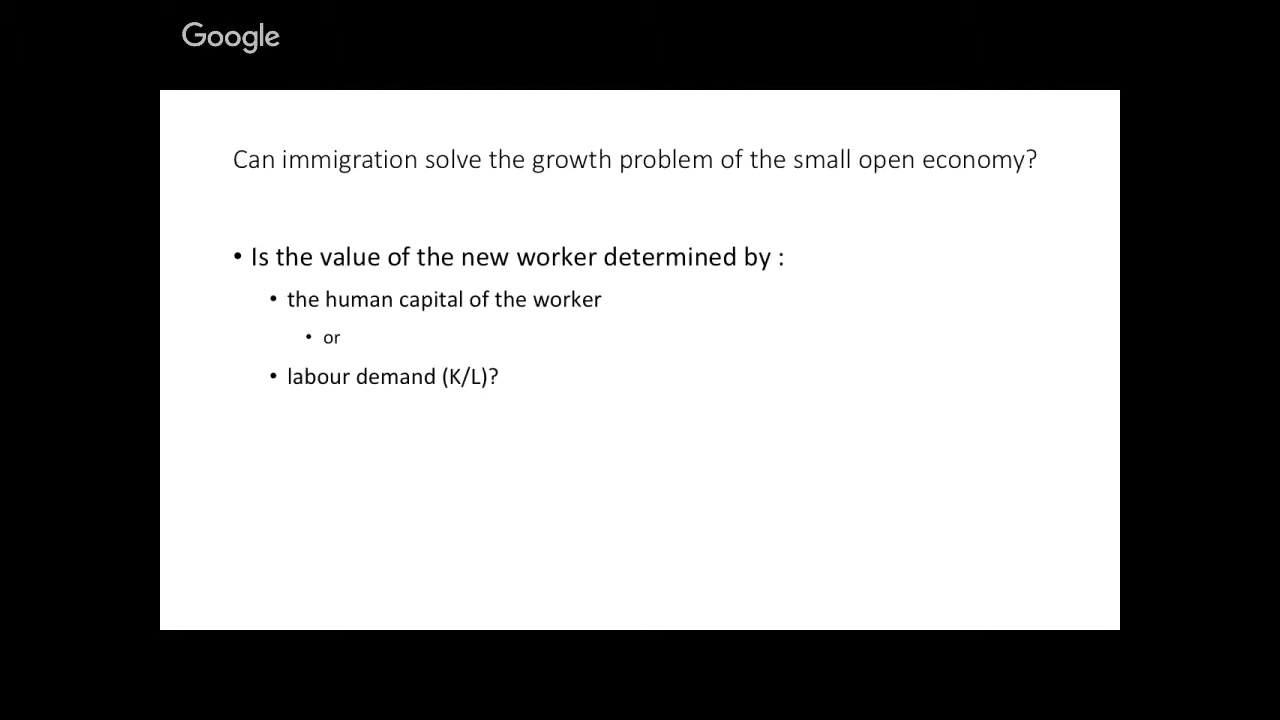 Google
Can immigration solve the growth problem of the small open economy?
• Is the value of the new worker determined by :
• the human capital of the worker
• or
• labour demand (K/L)?